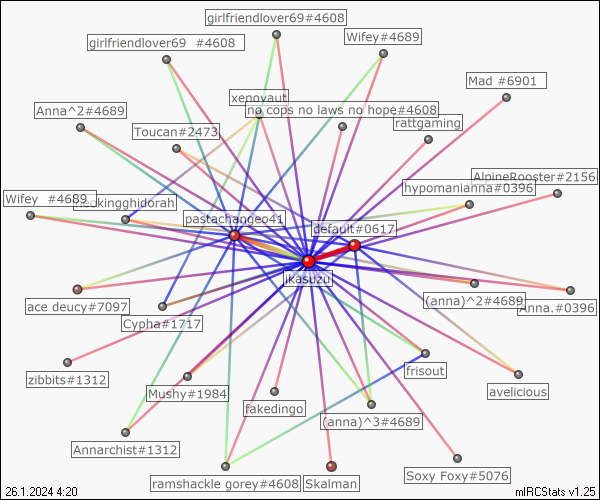 girlfriendlover69#4608
girlfriendlover69 #4608
Wifey#4689
Mad #6901
xenovaut
no cops no laws no hope#4608
Anna^2#4689
Toucan#2473
rattgaming
AlpineRooster#2156
hypomanianna#0396
Wifey #4689
okingghidorah
pastachangeo41
default#0617
ikasuzu
ace deucy#7097
(anna)^2#4689
Anna.#0396
Cypha#1717
frisout
zibbits#1312
Mushy#1984
avelicious
fakedingo
(anna)^3#4689
Annarchist#1312
ramshackle gorey#4608
Skalman
Soxy Foxy#5076
26.1.2024 4:20
mIRCStats v1.25